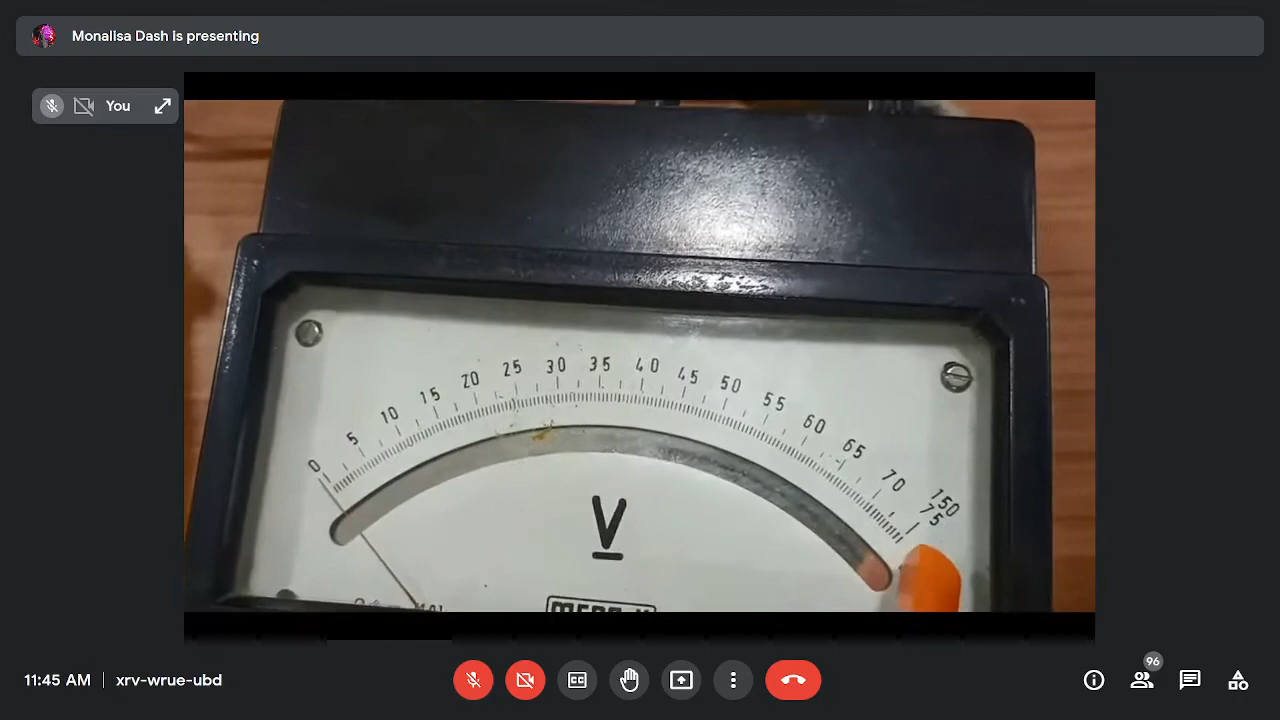 Monalisa Dash is presenting
You
0 5 10 15 20 25 30 35 40 45 50 55 60 65 70 150
75
V
11:45 AM | xrv-wrue-ubd
96